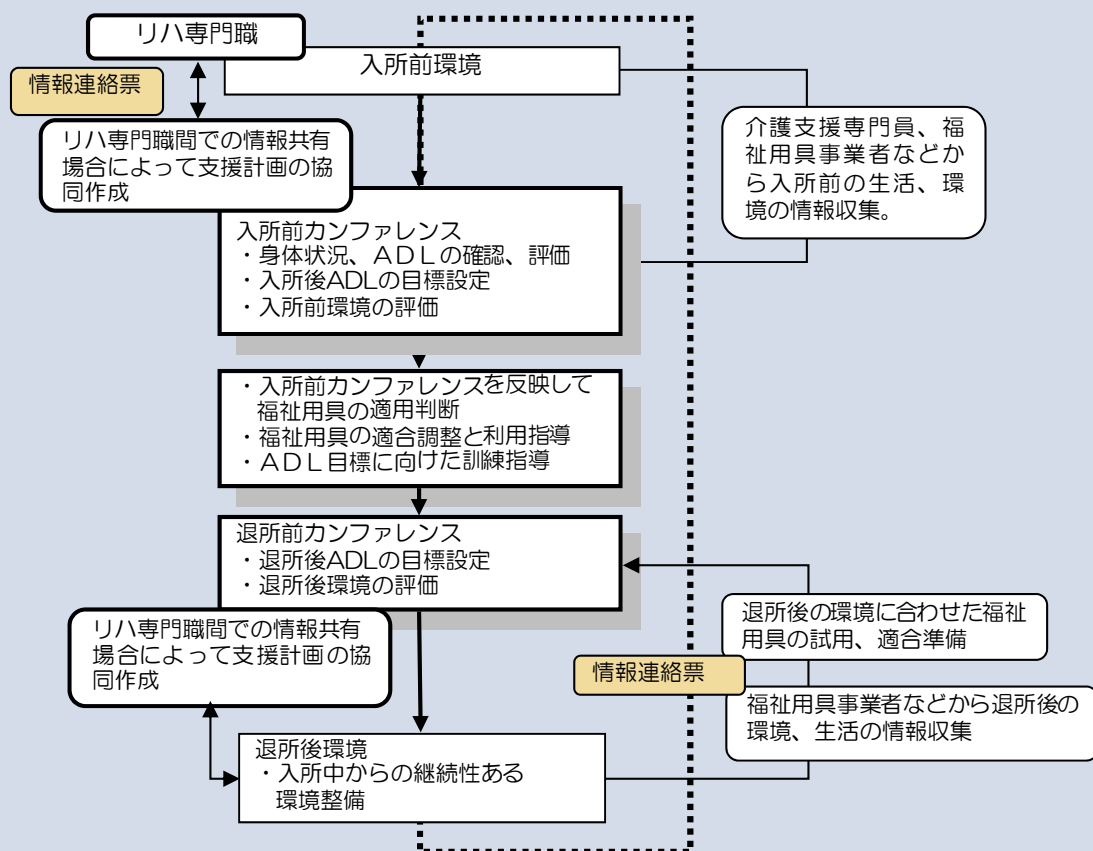 リハ専門職
入所前環境
情報連絡票
リハ専門職間での情報共有
場合によって支援計画の協
同作成
介護支援専門員、福
祉用具事業者などか
ら入所前の生活、環
境の情報収集。
入所前カンファレンス
・身体状況、ＡＤＬの確認、評価
・入所後ADLの目標設定
・入所前環境の評価
・入所前カンファレンスを反映して
福祉用具の適用判断
・福祉用具の適合調整と利用指導
・ＡＤＬ目標に向けた訓練指導
退所前カンファレンス
・退所後ADLの目標設定
・退所後環境の評価
リハ専門職間での情報共有
場合によって支援計画の協
同作成
退所後の環境に合わせた福祉
用具の試用、適合準備
情報連絡票
福祉用具事業者などから退所後の
環境、生活の情報収集
退所後環境
・入所中からの継続性ある
環境整備